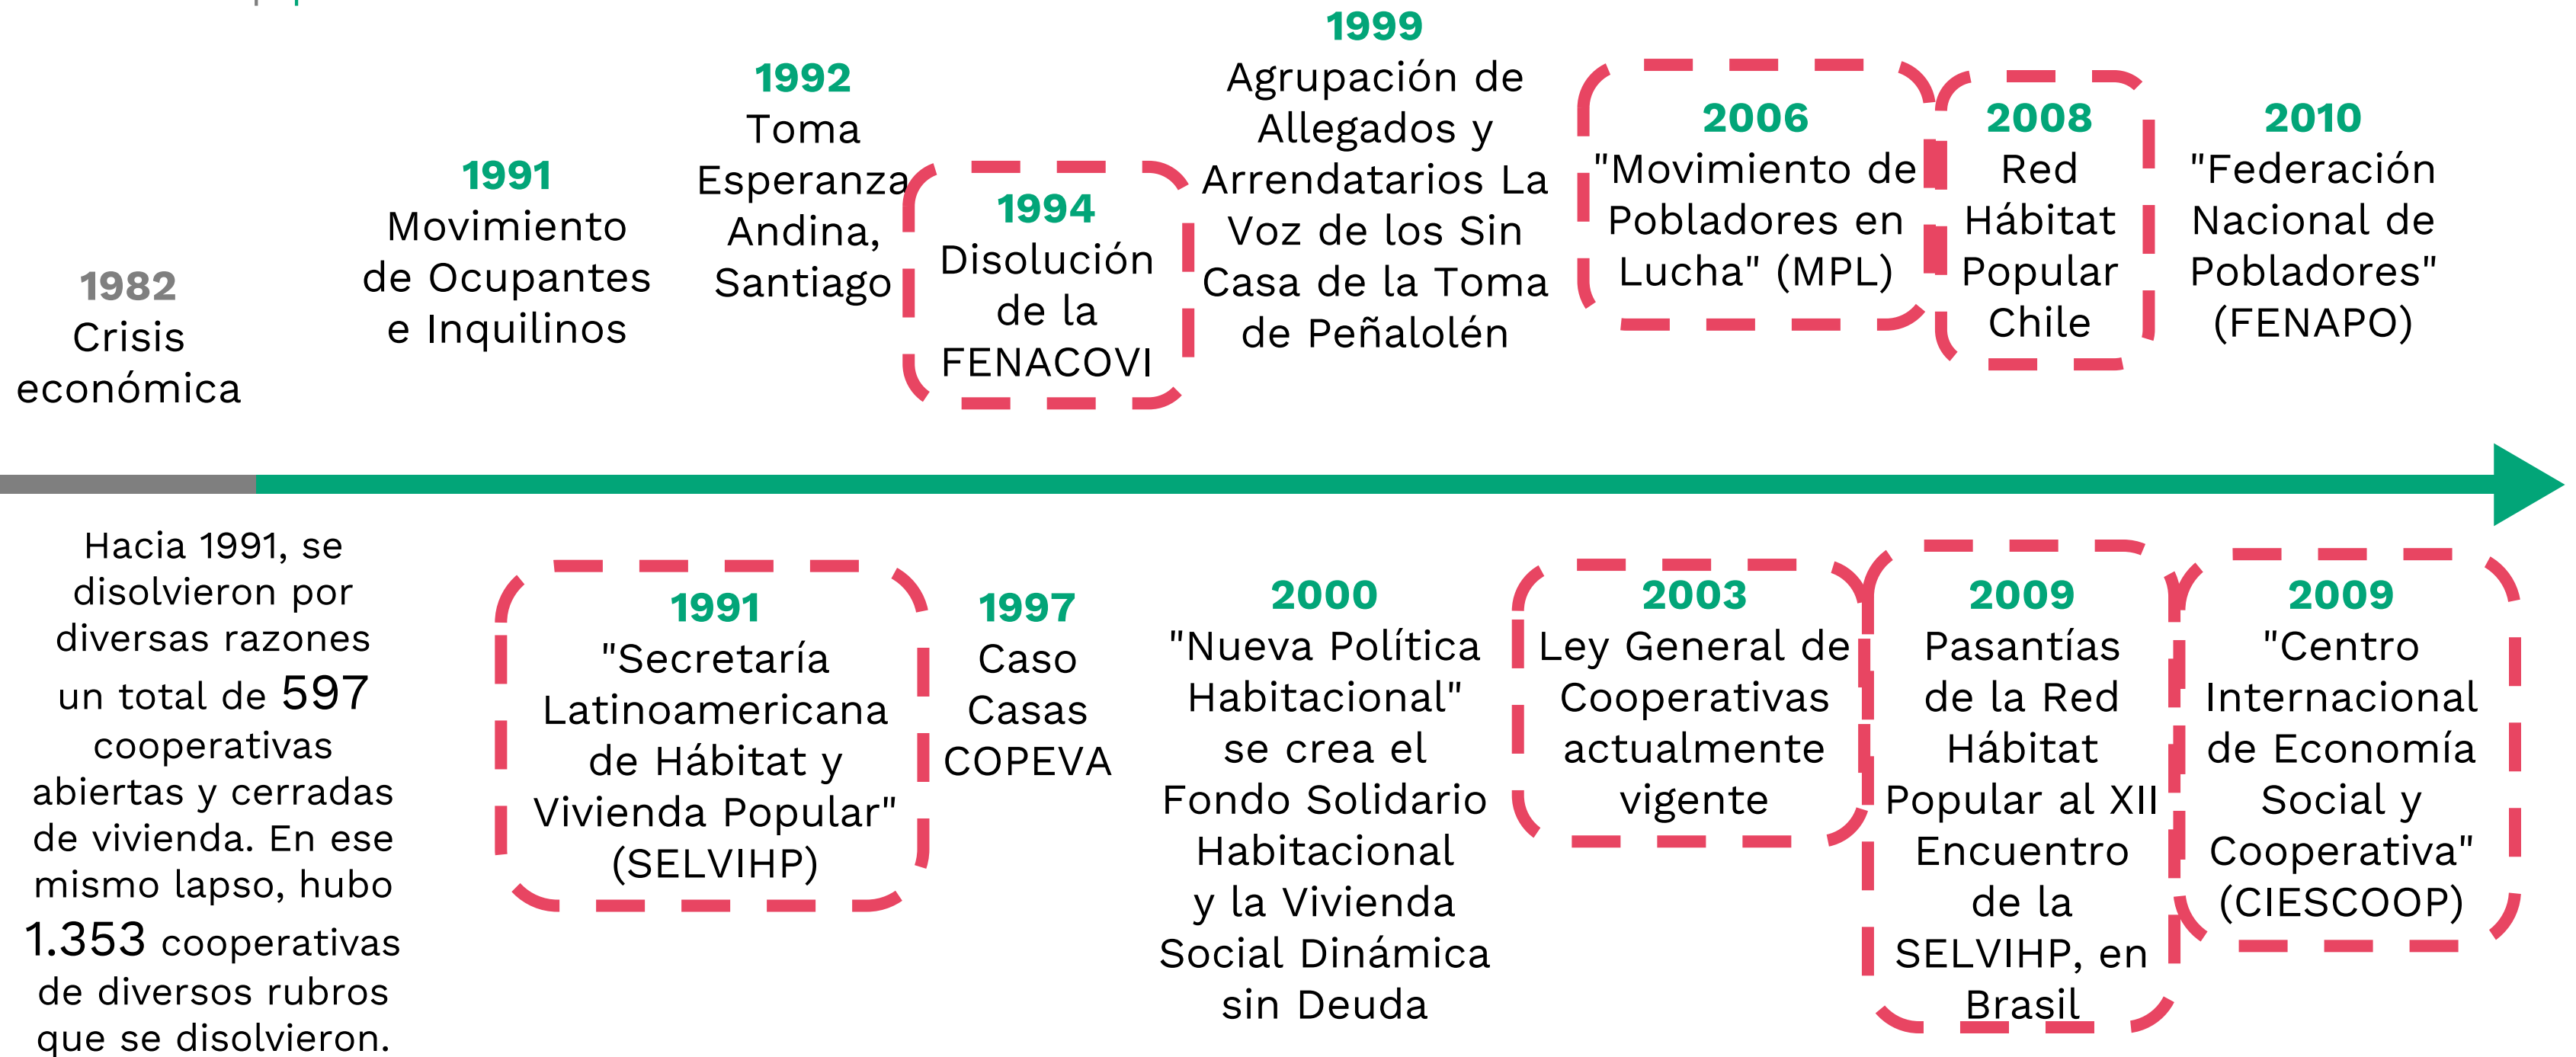 1982
Crisis
económica
1991
Movimiento
de Ocupantes
e Inquilinos
1992
Toma
Esperanza
Andina,
Santiago
1994
Disolución
de la
FENACOVI
1999
Agrupación de
Allegados y
Arrendatarios La
Voz de los Sin
Casa de la Toma
de Peñalolén
2006
"Movimiento de
Pobladores en
Lucha" (MPL)
2008
Red
Hábitat
Popular
Chile
2010
"Federación
Nacional de
Pobladores"
(FENAPO)
Hacia 1991, se
disolvieron por
diversas razones
un total de 597
cooperativas
abiertas y cerradas
de vivienda. En ese
mismo lapso, hubo
1.353 cooperativas
de diversos rubros
que se disolvieron.
1991
"Secretaría
Latinoamericana
de Hábitat y
Vivienda Popular"
(SELVIHP)
1997
Caso
Casas
COPEVA
2000
"Nueva Política
Habitacional"
se crea el
Fondo Solidario
Habitacional
y la Vivienda
Social Dinámica
sin Deuda
2003
Ley General de
Cooperativas
actualmente
vigente
2009
Pasantías
de la Red
Hábitat
Popular al XII
Encuentro
de la
SELVIHP, en
Brasil
2009
"Centro
Internacional
de Economía
Social y
Cooperativa"
(CIESCOOP)